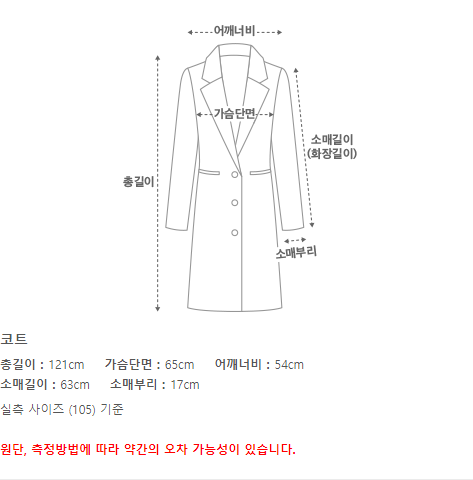 어깨너비
가슴단면
소매길이
(화장길이)
총길이
소매부리
코트
총길이 : 121cm 가슴단면 : 65cm 어깨너비 : 54cm
소매길이 : 63cm 소매부리 : 17cm
실측 사이즈 (105) 기준
원단, 측정방법에 따라 약간의 오차 가능성이 있습니다.